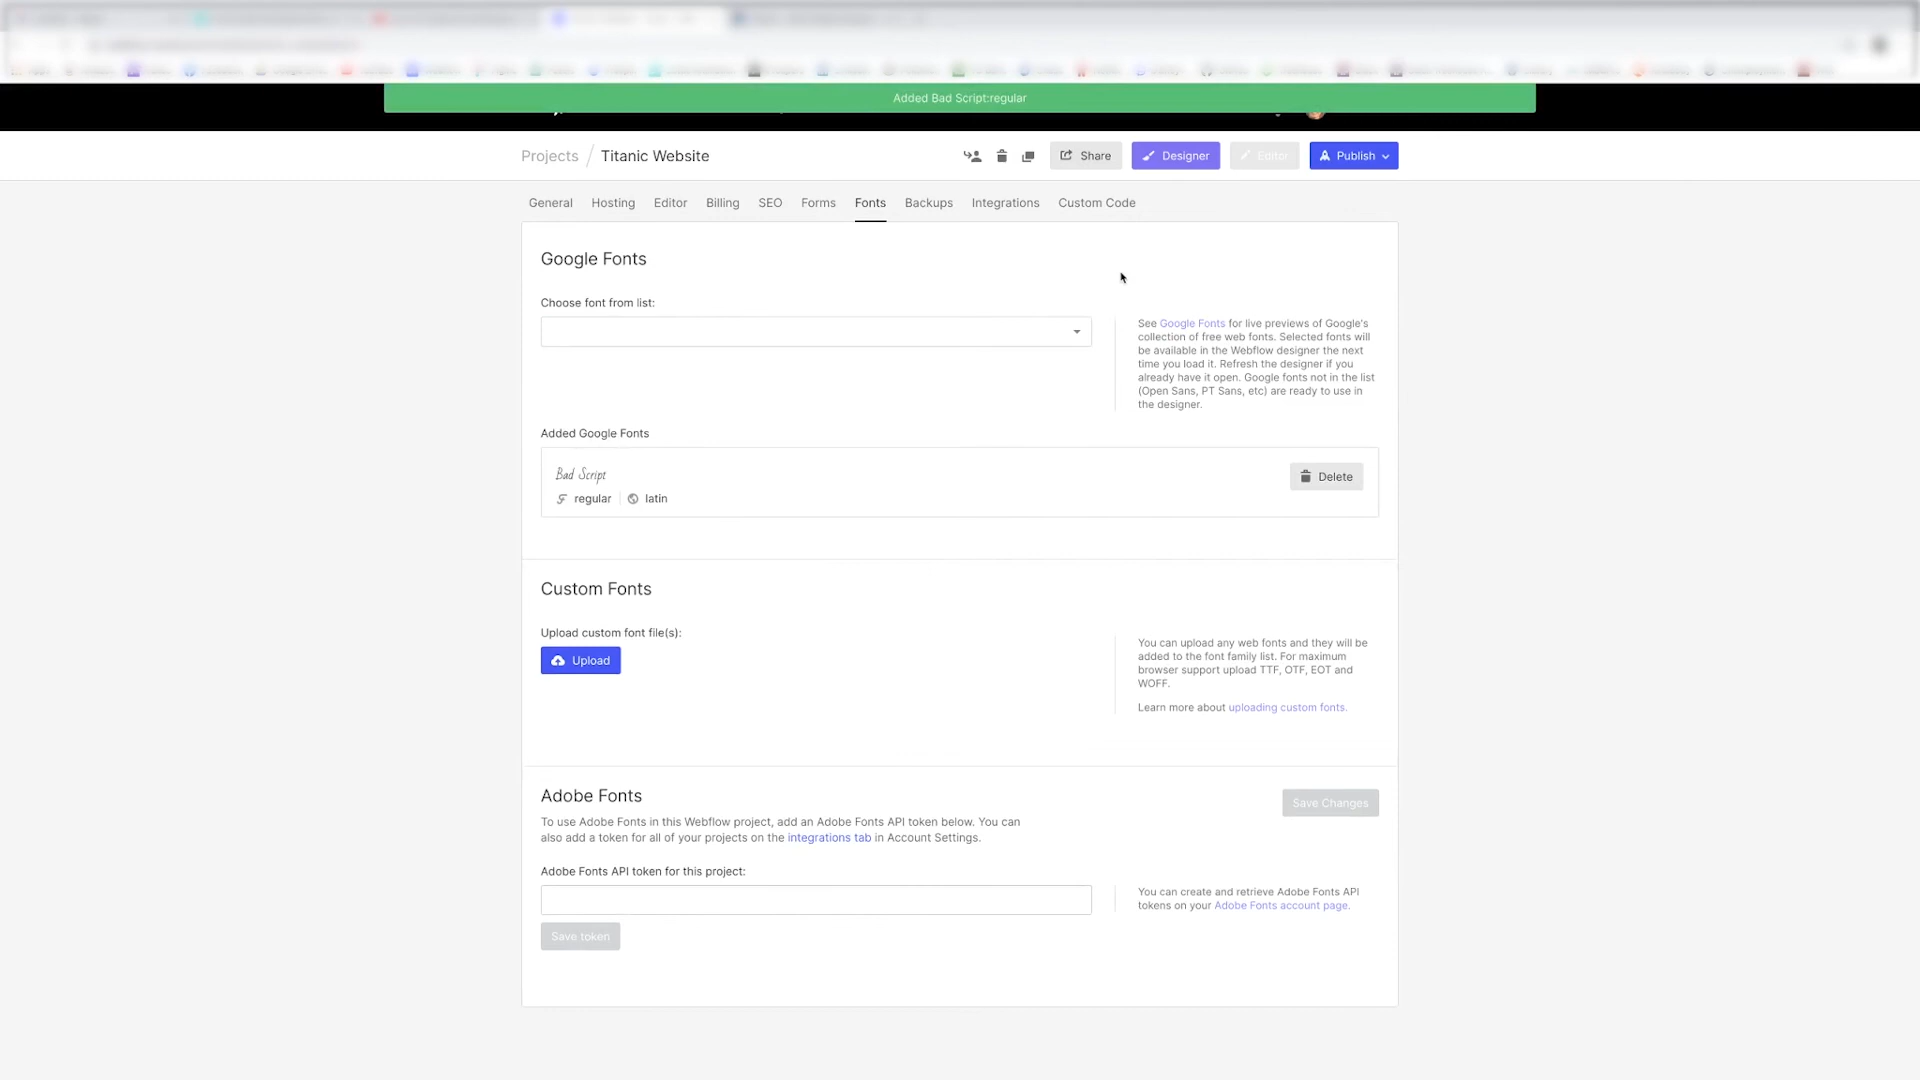 Added Bad Script:regular
Projects / Titanic Website
Share
Designer
Editor
Publish
General
Hosting
Editor
Billing
SEO
Forms
Fonts
Backups
Integrations
Custom Code
Google Fonts
Choose font from list:
See Google Fonts for live previews of Google's
collection of free web fonts. Selected fonts will
be available in the Webflow designer the next
time you load it. Refresh the designer if you
already have it open. Google fonts not in the list
(Open Sans, PT Sans, etc) are ready to use in
the designer.
Added Google Fonts
Bad Script
regular
latin
Delete
Custom Fonts
Upload custom font file(s):
Upload
You can upload any web fonts and they will be
added to the font family list. For maximum
browser support upload TTF, OTF, EOT and
WOFF.
Learn more about uploading custom fonts.
Adobe Fonts
Save Changes
To use Adobe Fonts in this Webflow project, add an Adobe Fonts API token below. You can
also add a token for all of your projects on the integrations tab in Account Settings.
Adobe Fonts API token for this project:
You can create and retrieve Adobe Fonts API
tokens on your Adobe Fonts account page.
Save token